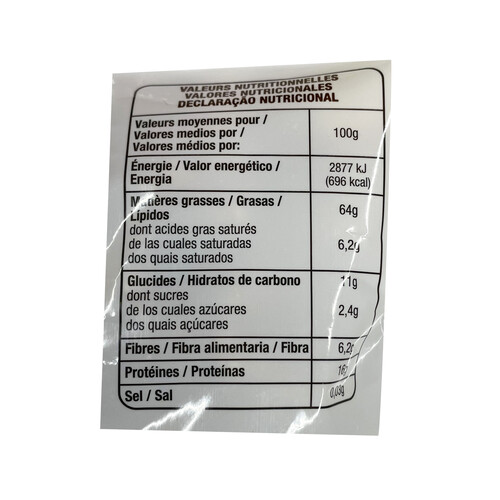 VALEURS NUTRITIONNELLES
VALORES NUTRICIONALES
DECLARAÇÃO NUTRICIONAL
Valeurs moyennes pour /
Valores medios por /
Valores médios por:
100g
Énergie / Valor energético /
Energia
2877 kJ
(696 kcal)
Matières grasses / Grasas /
Lípidos
64g
dont acides gras saturés
de las cuales saturadas
dos quais saturados
6,2g
Glucides / Hidratos de carbono
11g
dont sucres
de los cuales azúcares
dos quais açúcares
2,4g
Fibres / Fibra alimentaria / Fibra
6,2g
Protéines / Proteínas
16g
Sel / Sal
0,03g